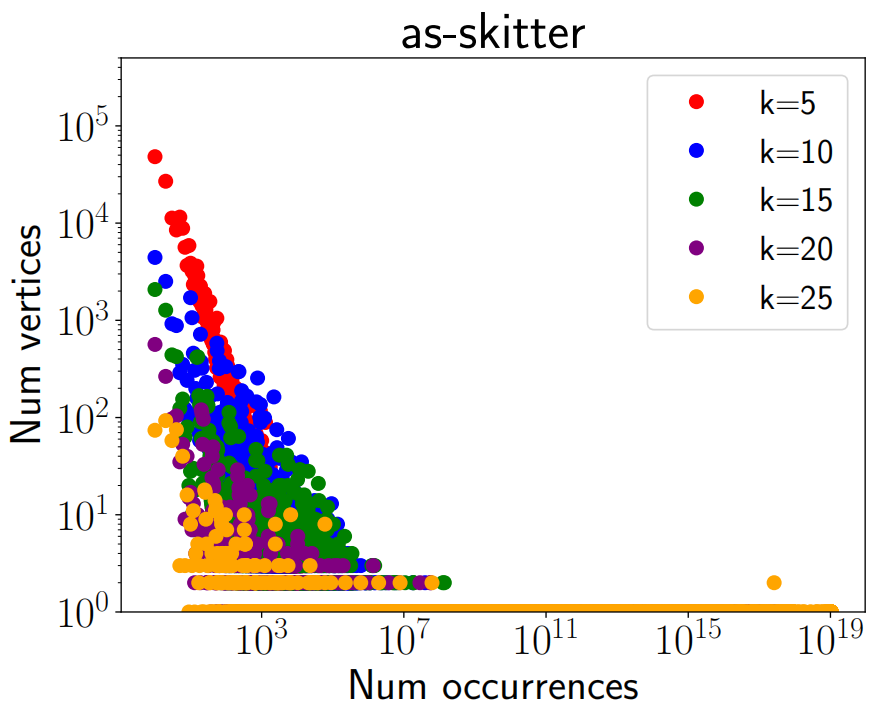 as-skitter
Num vertices
10^5
10^4
10^3
10^2
10^1
10^0
k=5
k=10
k=15
k=20
k=25
10^3 10^7 10^11 10^15 10^19
Num occurrences